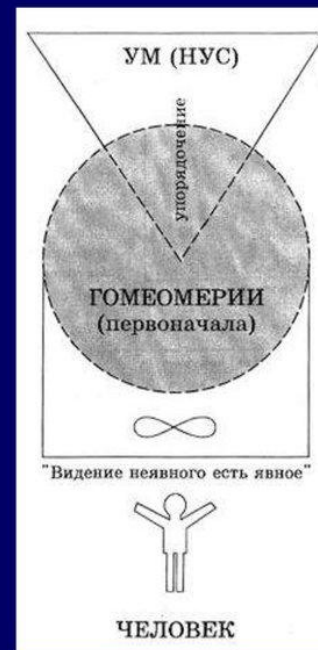 УМ (НУС)
упорядочение
ГОМЕОМЕРИИ
(первоначала)
"Видение неявного есть явное"
ЧЕЛОВЕК